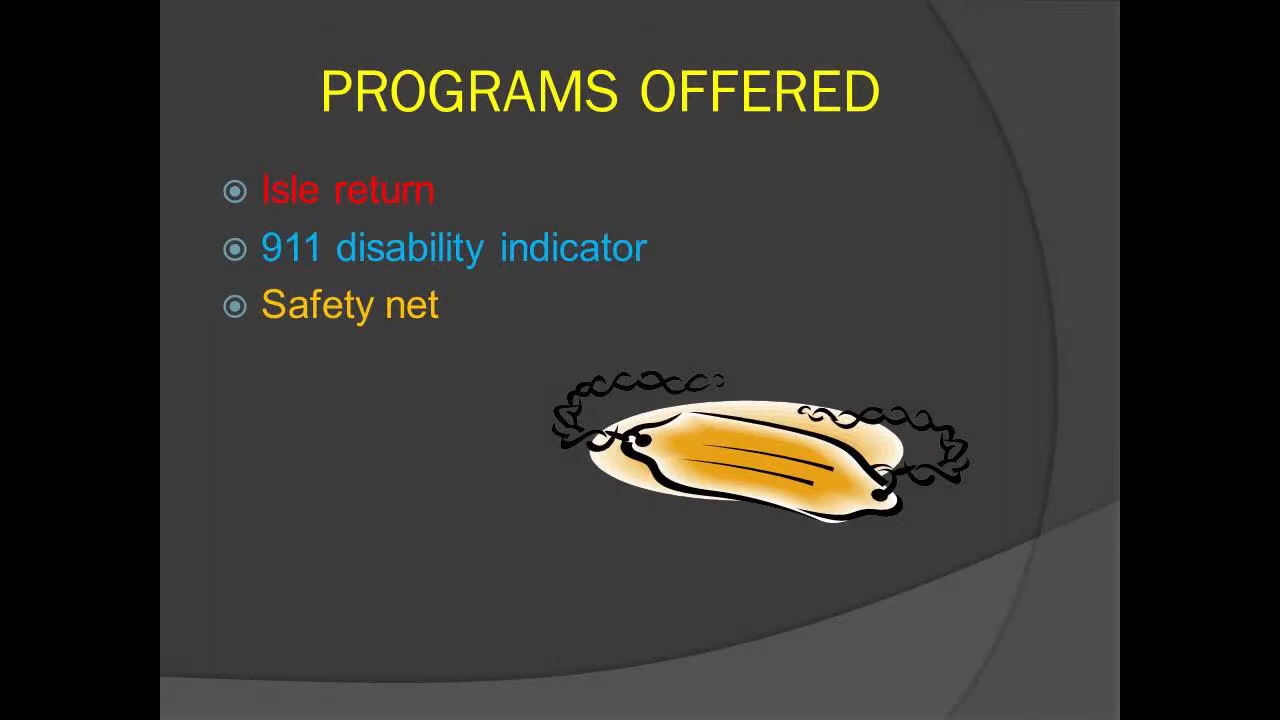 PROGRAMS OFFERED
Isle return
911 disability indicator
Safety net